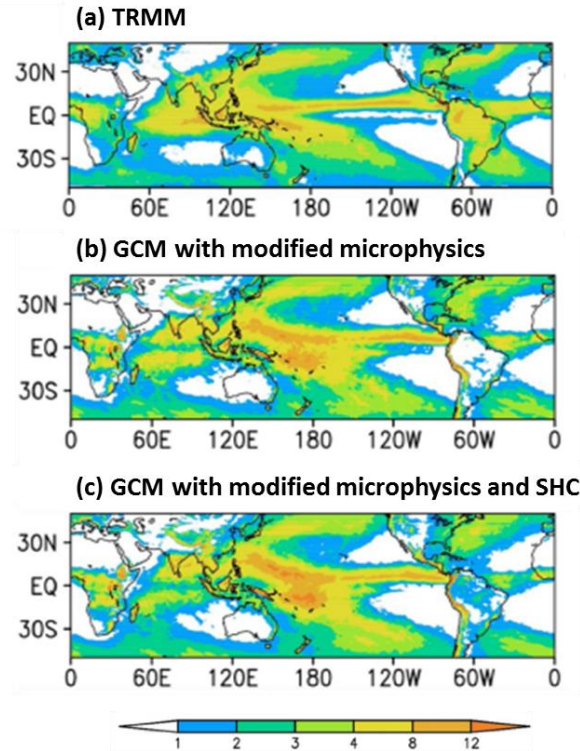 (a) TRMM
30N
EQ
30S
0 60E 120E 180 120W 60W 0
(b) GCM with modified microphysics
30N
EQ
30S
0 60E 120E 180 120W 60W 0
(c) GCM with modified microphysics and SHC
30N
EQ
30S
0 60E 120E 180 120W 60W 0
1 2 3 4 8 12